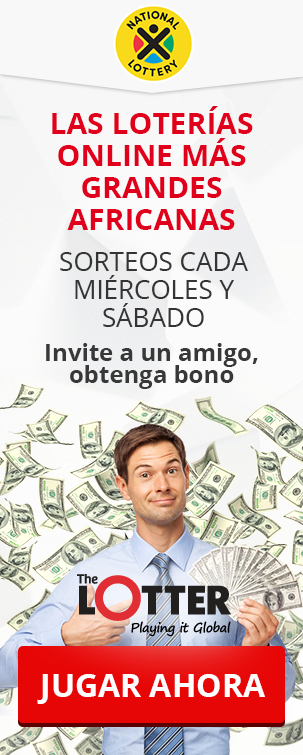 NATIONAL
LOTTERY
LAS LOTERÍAS
ONLINE MÁS
GRANDES
AFRICANAS
SORTEOS CADA
MIÉRCOLES Y
SÁBADO
Invite a un amigo,
obtenga bono
The
LOTTER
Playing it Global
JUGAR AHORA